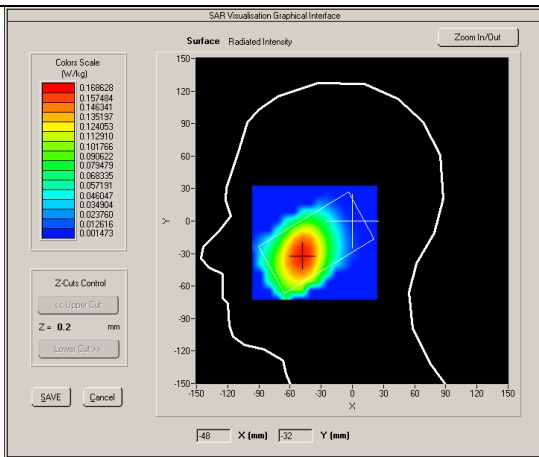 SAR Visualisation Graphical Interface
Surface Radiated Intensity
Zoom In/Out
Colors Scale
(W/kg)
0.168628
0.157484
0.146341
0.135197
0.124053
0.112910
0.101766
0.090622
0.079479
0.068335
0.057191
0.046047
0.034904
0.023760
0.012616
0.001473
Z-Cuts Control
<< Upper Cut
Z = 0.2 mm
Lower Cut >>
SAVE Cancel
150-
120-
90-
60-
30-
0-
-30-
-60-
-90-
-120-
-150-
Y
-150 -120 -90 -60 -30 0 30 60 90 120 150
X
-48 X (mm) -32 Y (mm)